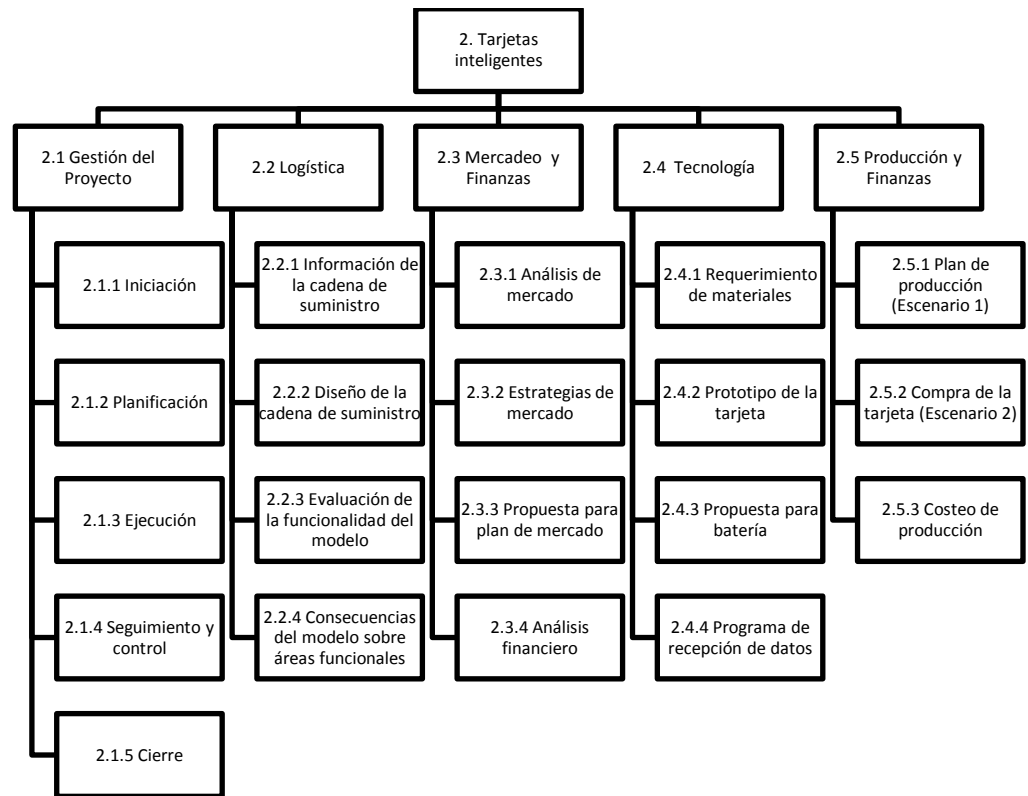 2. Tarjetas
inteligentes
2.1 Gestión del
Proyecto
2.2 Logística
2.3 Mercadeo y
Finanzas
2.4 Tecnología
2.5 Producción y
Finanzas
2.1.1 Iniciación
2.1.2 Planificación
2.1.3 Ejecución
2.1.4 Seguimiento y
control
2.1.5 Cierre
2.2.1 Información de
la cadena de
suministro
2.2.2 Diseño de la
cadena de suministro
2.2.3 Evaluación de
la funcionalidad del
modelo
2.2.4 Consecuencias
del modelo sobre
áreas funcionales
2.3.1 Análisis de
mercado
2.3.2 Estrategias de
mercado
2.3.3 Propuesta para
plan de mercado
2.3.4 Análisis
financiero
2.4.1 Requerimiento
de materiales
2.4.2 Prototipo de la
tarjeta
2.4.3 Propuesta para
batería
2.4.4 Programa de
recepción de datos
2.5.1 Plan de
producción
(Escenario 1)
2.5.2 Compra de la
tarjeta (Escenario 2)
2.5.3 Costeo de
producción